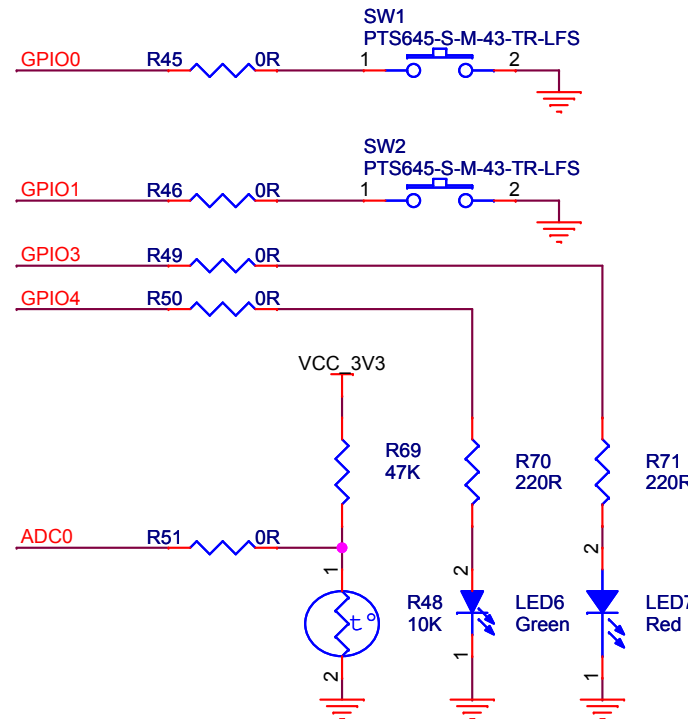 SW1
PTS645-S-M-43-TR-LFS
GPIO0 R45 0R 1 2
SW2
PTS645-S-M-43-TR-LFS
GPIO1 R46 0R 1 2
GPIO3 R49 0R
GPIO4 R50 0R
VCC_3V3
R69
47K
R70
220R
R71
220R
ADC0 R51 0R
1
2
2
t°
R48
10K
LED6
Green
LED7
Red
2
1
1